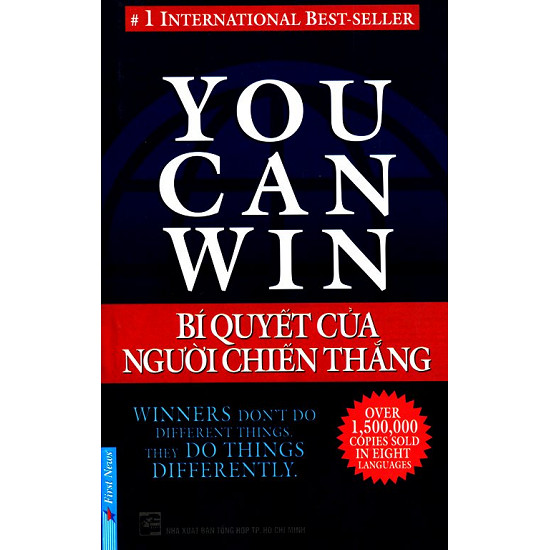 # 1 INTERNATIONAL BEST-SELLER
YOU
CAN
WIN
BÍ QUYẾT CỦA
NGƯỜI CHIẾN THẮNG
WINNERS DON'T DO
DIFFERENT THINGS.
THEY DO THINGS
DIFFERENTLY.
OVER
1,500,000
COPIES SOLD
IN EIGHT
LANGUAGES
First News
NHÀ XUẤT BẢN TỔNG HỢP TP. HỒ CHÍ MINH